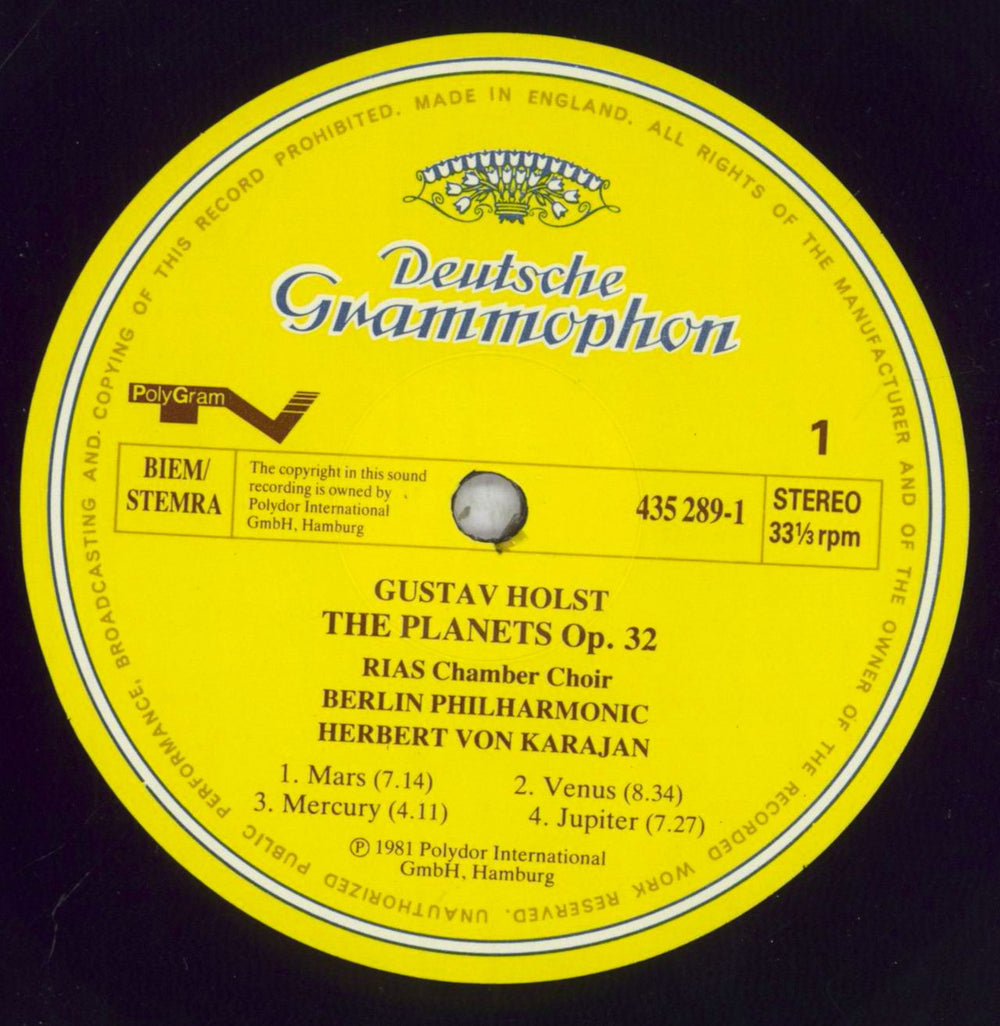 MADE IN ENGLAND. ALL RIGHTS OF THE MANUFACTURER AND OF THE OWNER OF THE RECORDED WORK RESERVED. UNAUTHORIZED PUBLIC PERFORMANCE, BROADCASTING AND. COPYING OF THIS RECORD PROHIBITED.
Deutsche
Grammophon
PolyGram
TV
1
BIEM/
STEMRA
The copyright in this sound
recording is owned by
Polydor International
GmbH, Hamburg
435 289-1
STEREO
33⅓ rpm
GUSTAV HOLST
THE PLANETS Op. 32
RIAS Chamber Choir
BERLIN PHILHARMONIC
HERBERT VON KARAJAN
1. Mars (7.14) 2. Venus (8.34)
3. Mercury (4.11) 4. Jupiter (7.27)
℗ 1981 Polydor International
GmbH, Hamburg